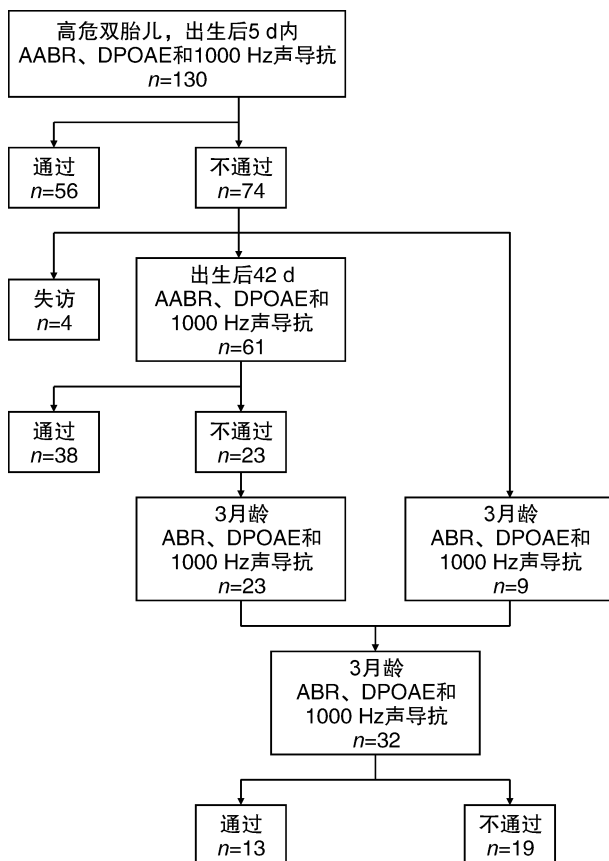 高危双胎儿，出生后5 d内
AABR、DPOAE和1000 Hz声导抗
n=130
通过
n=56
不通过
n=74
失访
n=4
出生后42 d
AABR、DPOAE和
1000 Hz声导抗
n=61
通过
n=38
不通过
n=23
3月龄
ABR、DPOAE和
1000 Hz声导抗
n=23
3月龄
ABR、DPOAE和
1000 Hz声导抗
n=9
3月龄
ABR、DPOAE和
1000 Hz声导抗
n=32
通过
n=13
不通过
n=19